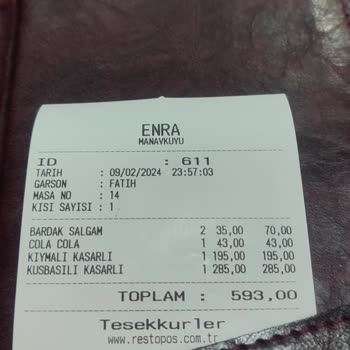 ENRA
MANAVKUYU
ID : 611
TARIH : 09/02/2024 23:57:03
GARSON : FATIH
MASA NO : 14
KISI SAYISI : 1
BARDAK SALGAM 2 35,00 70,00
COLA COLA 1 43,00 43,00
KIYMALI KASARLI 1 195,00 195,00
KUSBASILI KASARLI 1 285,00 285,00
TOPLAM : 593,00
Tesekkurler
www.restopos.com.tr